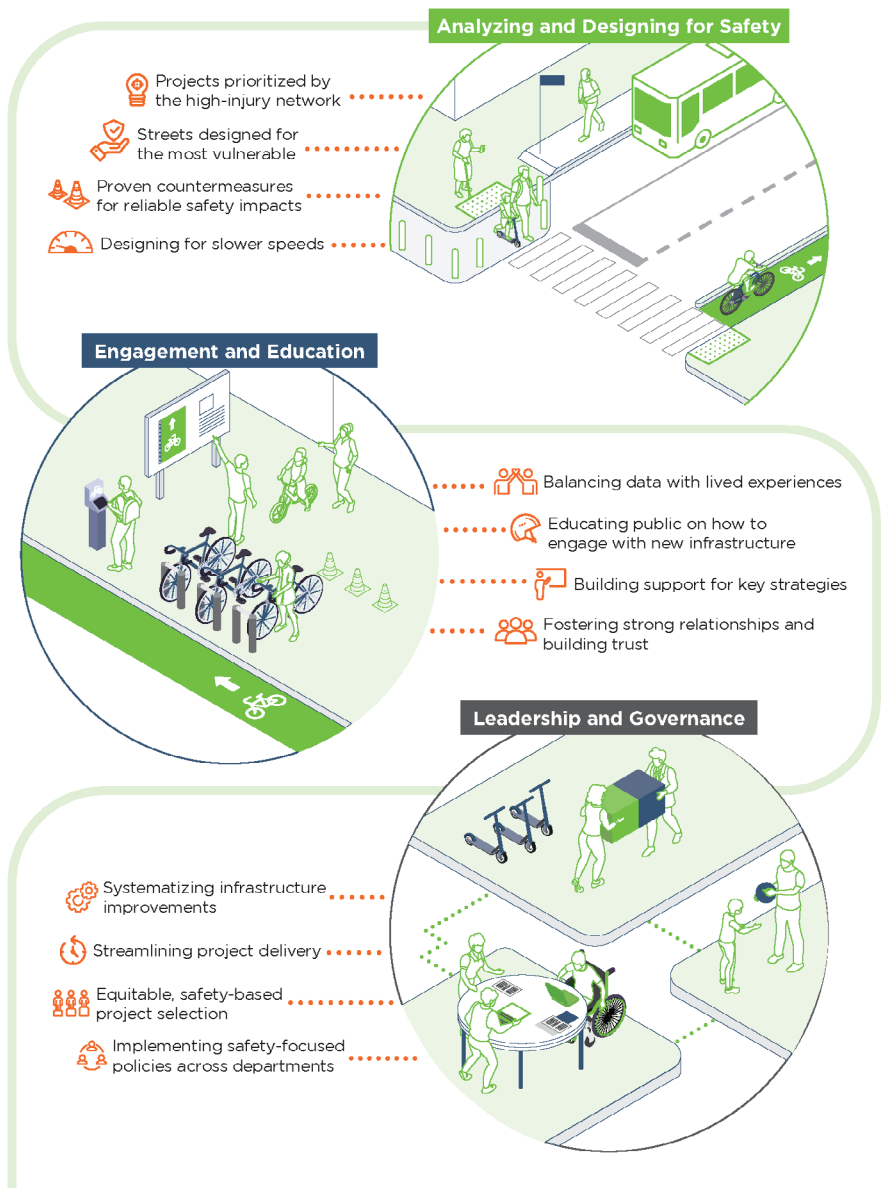 Analyzing and Designing for Safety
Projects prioritized by
the high-injury network
Streets designed for
the most vulnerable
Proven countermeasures
for reliable safety impacts
Designing for slower speeds
Engagement and Education
Balancing data with lived experiences
Educating public on how to
engage with new infrastructure
Building support for key strategies
Fostering strong relationships and
building trust
Leadership and Governance
Systematizing infrastructure
improvements
Streamlining project delivery
Equitable, safety-based
project selection
Implementing safety-focused
policies across departments